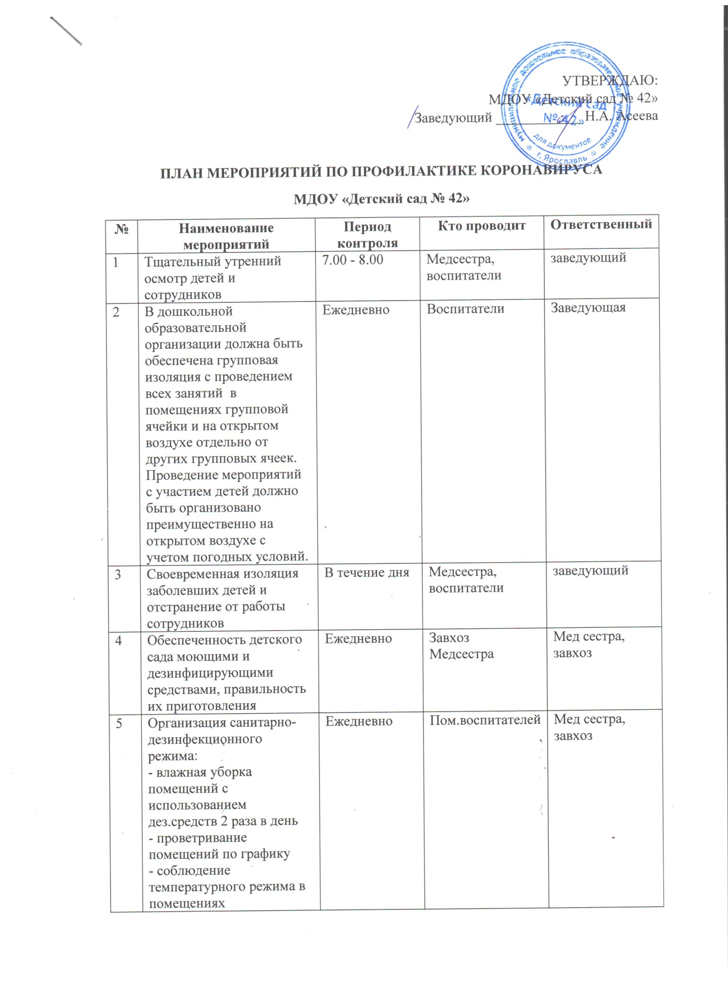 УТВЕРЖДАЮ:
МДОУ «Детский сад № 42»
Заведующий ____________ Н.А. Асеева
муниципальное дошкольное образовательное учреждение
«Детский сад
№ 42»
для документов
* г. Ярославль *
ПЛАН МЕРОПРИЯТИЙ ПО ПРОФИЛАКТИКЕ КОРОНАВИРУСА
МДОУ «Детский сад № 42»
№
Наименование
мероприятий
Период
контроля
Кто проводит
Ответственный
1
Тщательный утренний
осмотр детей и
сотрудников
7.00 - 8.00
Медсестра,
воспитатели
заведующий
2
В дошкольной
образовательной
организации должна быть
обеспечена групповая
изоляция с проведением
всех занятий в
помещениях групповой
ячейки и на открытом
воздухе отдельно от
других групповых ячеек.
Проведение мероприятий
с участием детей должно
быть организовано
преимущественно на
открытом воздухе с
учетом погодных условий.
Ежедневно
Воспитатели
Заведующая
3
Своевременная изоляция
заболевших детей и
отстранение от работы
сотрудников
В течение дня
Медсестра,
воспитатели
заведующий
4
Обеспеченность детского
сада моющими и
дезинфицирующими
средствами, правильность
их приготовления
Ежедневно
Завхоз
Медсестра
Мед сестра,
завхоз
5
Организация санитарно-
дезинфекционного
режима:
- влажная уборка
помещений с
использованием
дез.средств 2 раза в день
- проветривание
помещений по графику
- соблюдение
температурного режима в
помещениях
Ежедневно
Пом.воспитателей
Мед сестра,
завхоз